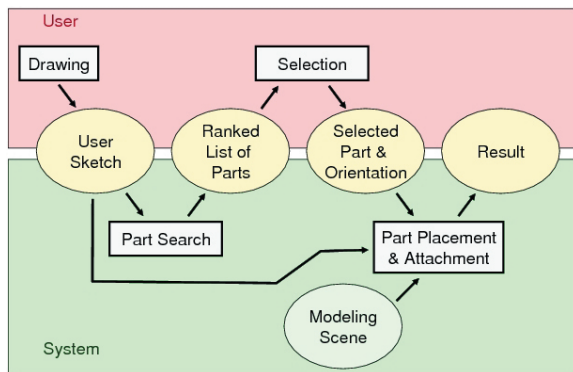 User
Drawing
Selection
User
Sketch
Ranked
List of
Parts
Selected
Part &
Orientation
Result
Part Search
Part Placement
& Attachment
Modeling
Scene
System